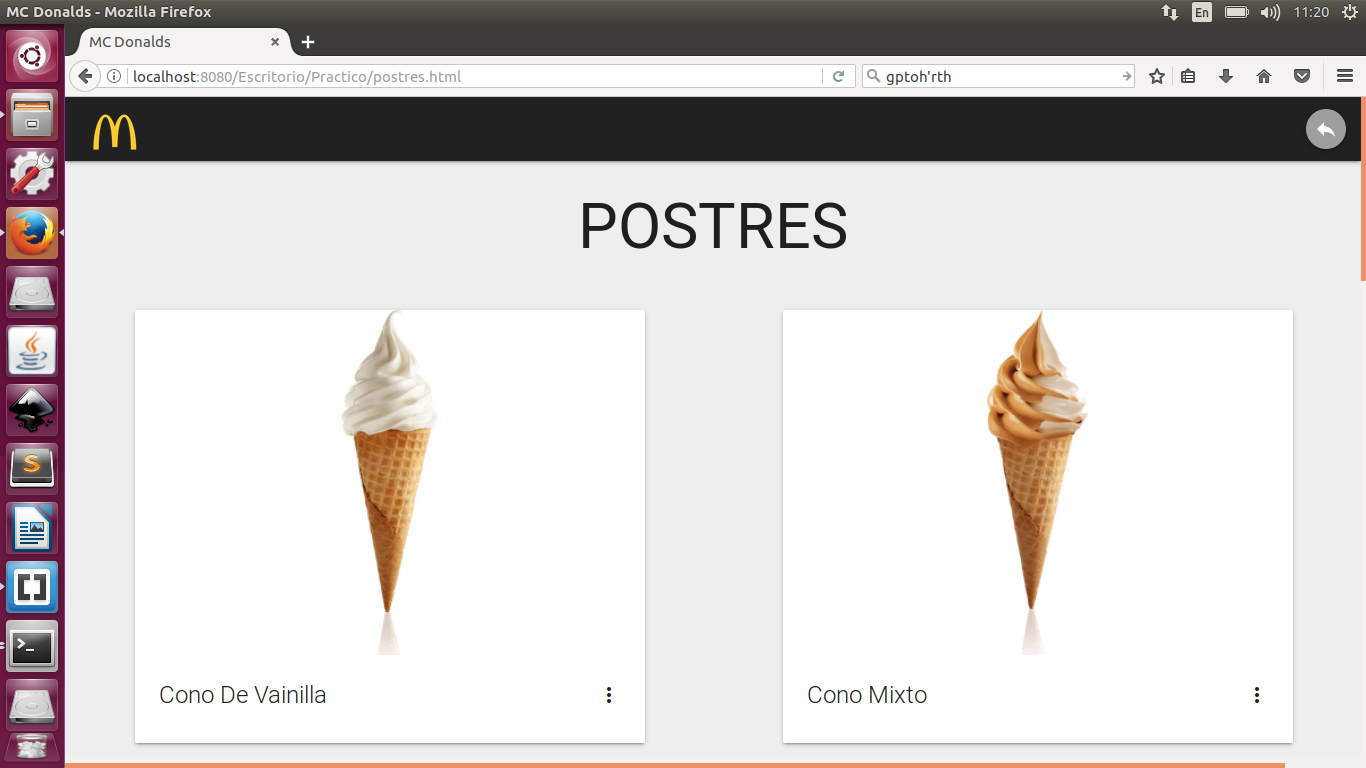 MC Donalds - Mozilla Firefox
En
11:20
MC Donalds
localhost:8080/Escritorio/Practico/postres.html
gptoh'rth
POSTRES
Cono De Vainilla
Cono Mixto